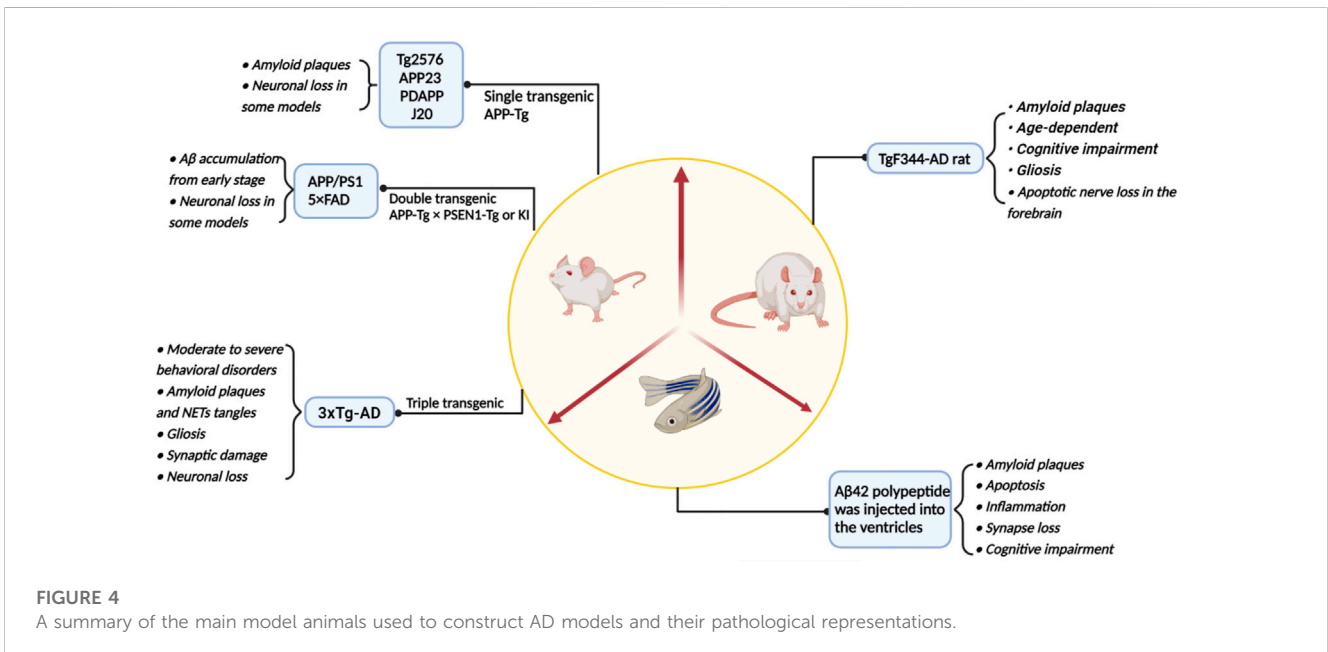 • Amyloid plaques
• Neuronal loss in
some models
Tg2576
APP23
PDAPP
J20
Single transgenic
APP-Tg
• Aβ accumulation
from early stage
• Neuronal loss in
some models
APP/PS1
5×FAD
Double transgenic
APP-Tg × PSEN1-Tg or KI
• Moderate to severe
behavioral disorders
• Amyloid plaques
and NETs tangles
• Gliosis
• Synaptic damage
• Neuronal loss
3xTg-AD
Triple transgenic
TgF344-AD rat
• Amyloid plaques
• Age-dependent
• Cognitive impairment
• Gliosis
• Apoptotic nerve loss in the
forebrain
Aβ42 polypeptide
was injected into
the ventricles
• Amyloid plaques
• Apoptosis
• Inflammation
• Synapse loss
• Cognitive impairment
FIGURE 4
A summary of the main model animals used to construct AD models and their pathological representations.